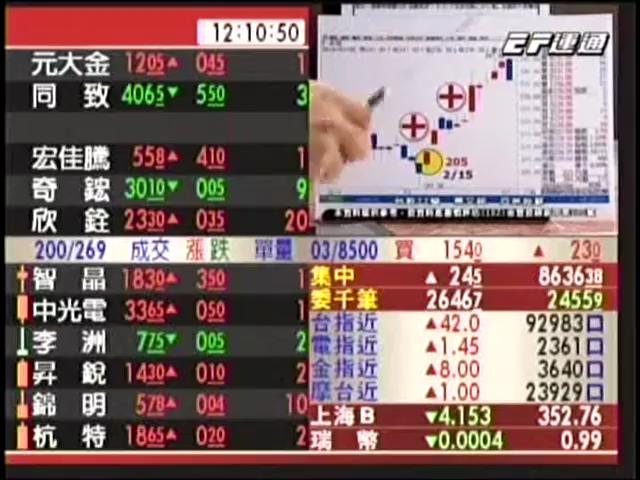 12:10:50
EF運通
元大金 1205▲ 045 1
同 致 4065▼ 550 3
宏佳騰 558▲ 410 1
奇 鋐 3010▼ 005 9
欣 銓 2330▲ 035 20
205
2/15
200/269 成交 漲跌 單量 03/8500 買 1540 ▲ 230
智 晶 1830▲ 350 1
中光電 3365▲ 050 1
李 洲 775▼ 005 2
昇 銳 1430▲ 010 2
錦 明 578▲ 004 10
杭 特 1865▲ 020 2
集中 ▲ 245 863638
委千筆 26467 24559
台指近 ▲42.0 92983口
電指近 ▲1.45 2361口
金指近 ▲8.00 3640口
摩台近 ▲1.00 23929口
上海B ▼4.153 352.76
瑞 幣 ▼0.0004 0.99